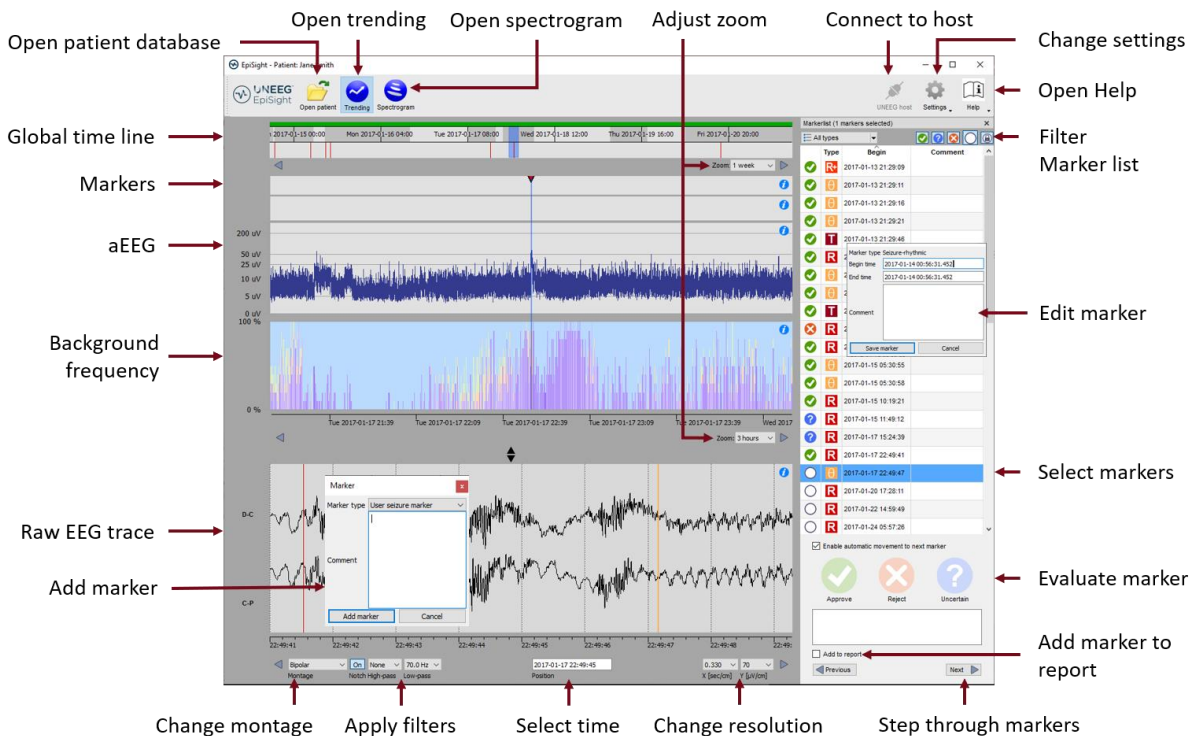 Open trending
Open spectrogram
Adjust zoom
Connect to host
Open patient database
Change settings
EpiSight - Patient: Jane Smith
UNEEG
EpiSight
Open patient
Trending
Spectrogram
UNEEG host
Settings
Help
Open Help
Global time line
2017-01-15 00:00
Mon 2017-01-16 04:00
Tue 2017-01-17 08:00
Wed 2017-01-18 12:00
Thu 2017-01-19 16:00
Fri 2017-01-20 20:00
Zoom: 1 week
Markerlist (1 markers selected)
All types
Filter
Marker list
Type
Begin
Comment
Markers
aEEG
200 uV
50 uV
25 uV
10 uV
5 uV
0 uV
R+ 2017-01-13 21:29:09
2017-01-13 21:29:11
2017-01-13 21:29:16
2017-01-13 21:29:21
T 2017-01-13 21:29:46
R 2
2
2
T 2
R 2
R 2
Marker type Seizure-rhythmic
Begin time 2017-01-14 00:56:31.452
End time 2017-01-14 00:56:31.452
Comment
Save marker
Cancel
Edit marker
Background
frequency
100 %
0 %
Tue 2017-01-17 21:39
Tue 2017-01-17 22:09
Tue 2017-01-17 22:39
Tue 2017-01-17 23:09
Tue 2017-01-17 23:39
Wed 2017
Zoom: 3 hours
2017-01-15 05:30:55
2017-01-15 05:30:58
R 2017-01-15 10:19:21
? R 2017-01-15 11:49:12
? R 2017-01-17 15:24:39
R 2017-01-17 22:49:41
2017-01-17 22:49:47
R 2017-01-20 17:28:11
R 2017-01-22 14:59:49
R 2017-01-24 05:57:26
Select markers
Raw EEG trace
D-C
C-P
Marker
x
Marker type User seizure marker
Comment
Add marker
Cancel
Add marker
22:49:41
22:49:42
22:49:43
22:49:44
22:49:45
22:49:46
22:49:47
22:49:48
22:49:
Enable automatic movement to next marker
?
Approve
Reject
Uncertain
Evaluate marker
Add to report
Add marker to
report
Previous
Next
Bipolar
On
None
70.0 Hz
2017-01-17 22:49:45
0.330
70
Montage
Notch
High-pass
Low-pass
Position
X [sec/cm]
Y [µV/cm]
Change montage
Apply filters
Select time
Change resolution
Step through markers